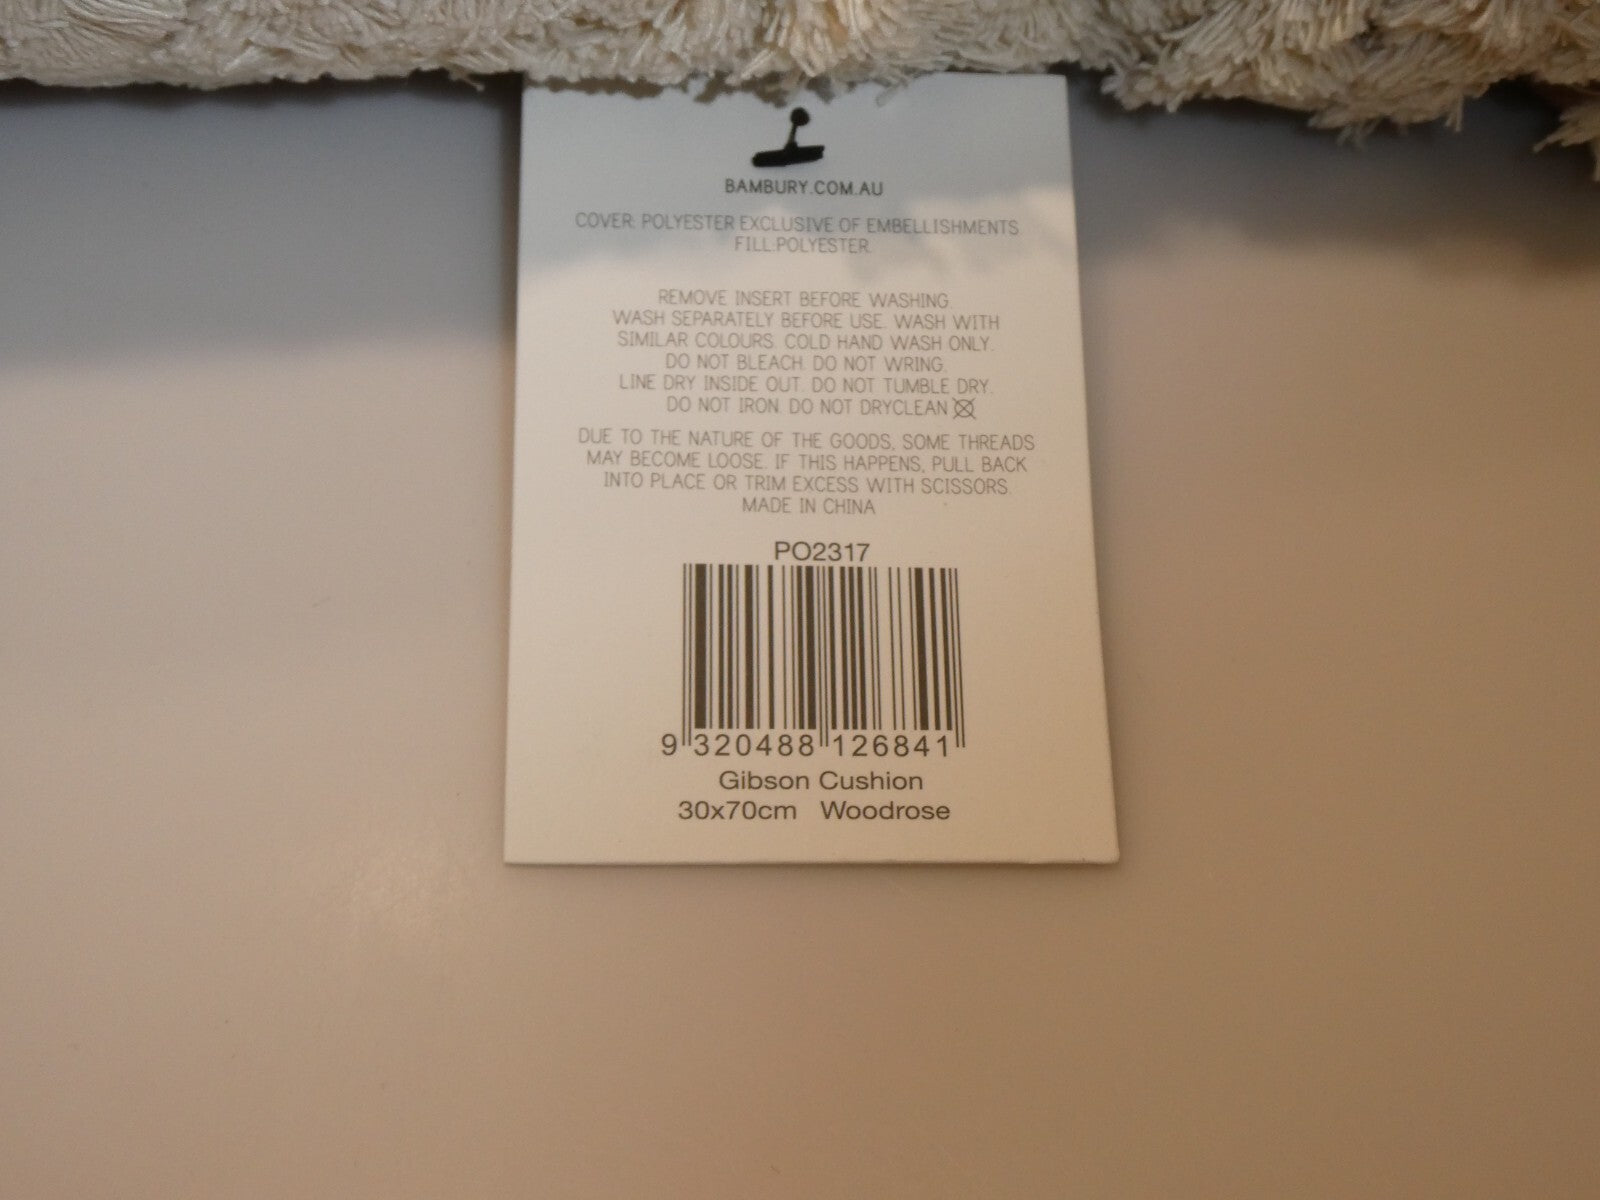 BAMBURY.COM.AU
COVER: POLYESTER EXCLUSIVE OF EMBELLISHMENTS
FILL:POLYESTER.
REMOVE INSERT BEFORE WASHING.
WASH SEPARATELY BEFORE USE. WASH WITH
SIMILAR COLOURS. COLD HAND WASH ONLY.
DO NOT BLEACH. DO NOT WRING.
LINE DRY INSIDE OUT. DO NOT TUMBLE DRY.
DO NOT IRON. DO NOT DRYCLEAN
DUE TO THE NATURE OF THE GOODS, SOME THREADS
MAY BECOME LOOSE. IF THIS HAPPENS, PULL BACK
INTO PLACE OR TRIM EXCESS WITH SCISSORS.
MADE IN CHINA
PO2317
9 320488 126841
Gibson Cushion
30x70cm Woodrose